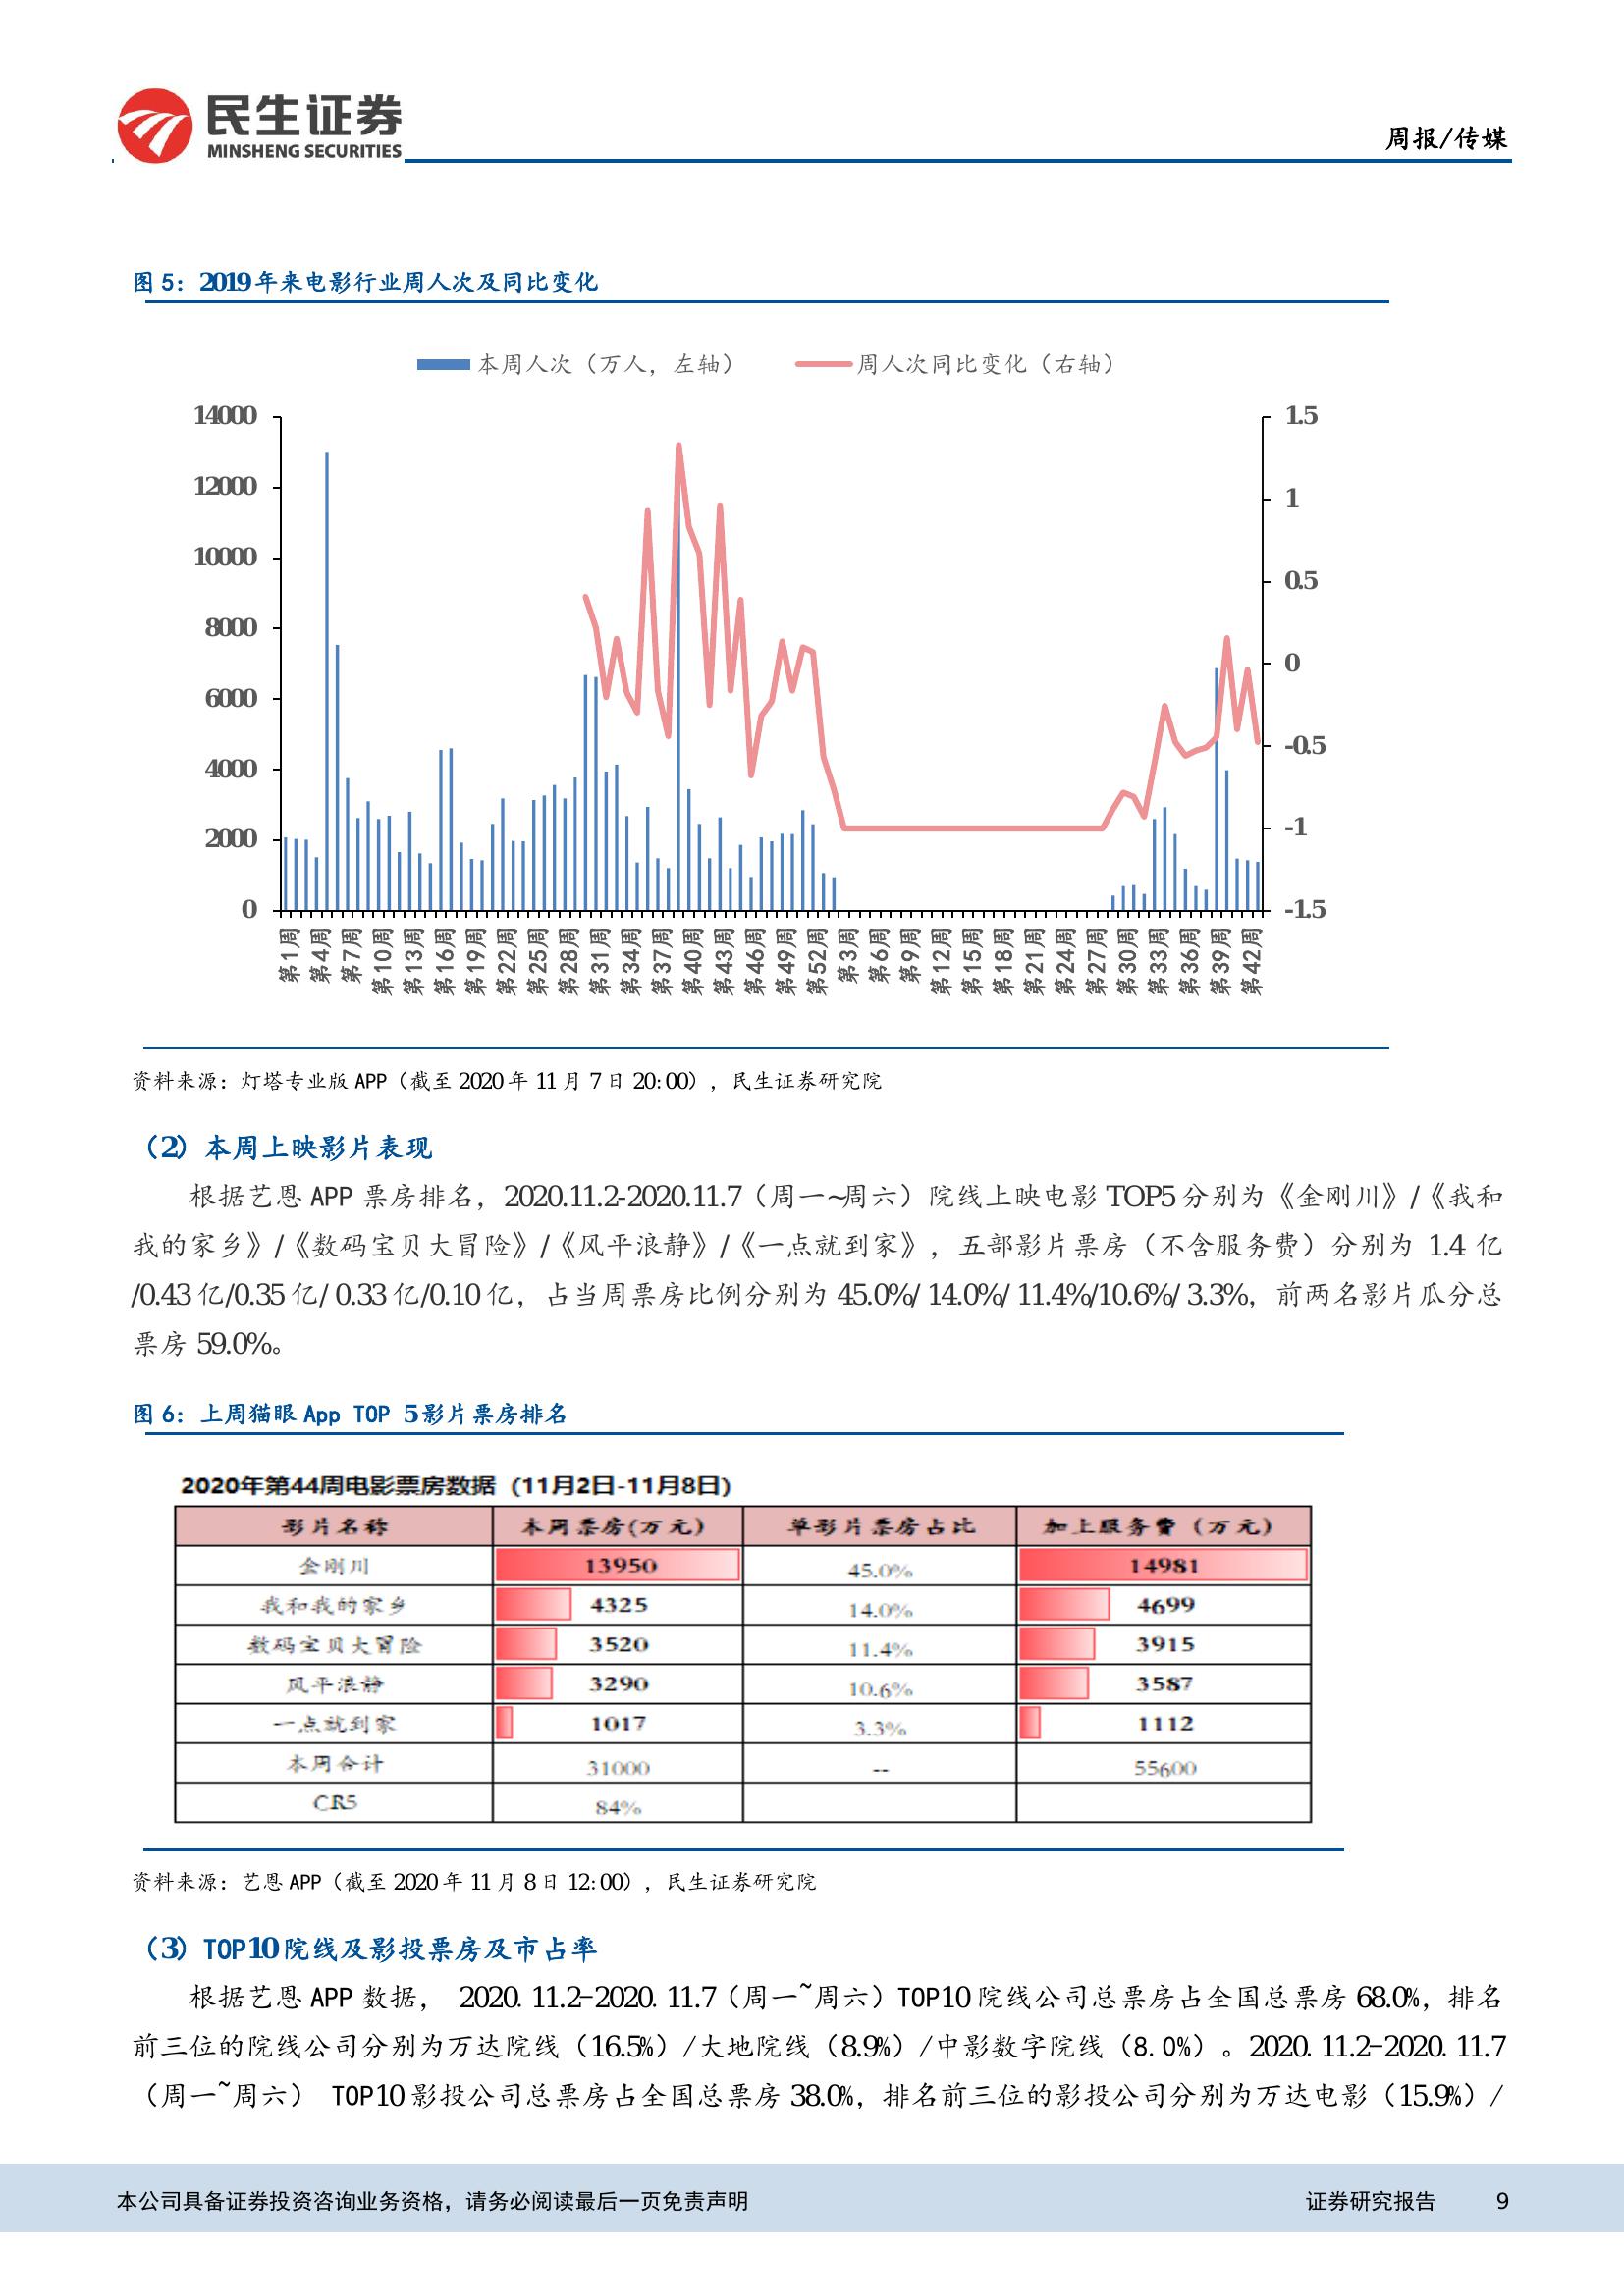 民生证券
MINSHENG SECURITIES
周报/传媒
图 5：2019 年来电影行业周人次及同比变化
本周人次（万人，左轴）
周人次同比变化（右轴）
14000
12000
10000
8000
6000
4000
2000
0
1.5
1
0.5
0
-0.5
-1
-1.5
第1周
第4周
第7周
第10周
第13周
第16周
第19周
第22周
第25周
第28周
第31周
第34周
第37周
第40周
第43周
第46周
第49周
第52周
第3周
第6周
第9周
第12周
第15周
第18周
第21周
第24周
第27周
第30周
第33周
第36周
第39周
第42周
资料来源：灯塔专业版 APP（截至 2020 年 11 月 7 日 20:00），民生证券研究院
（2）本周上映影片表现
根据艺恩 APP 票房排名，2020.11.2-2020.11.7（周一~周六）院线上映电影 TOP5 分别为《金刚川》/《我和
我的家乡》/《数码宝贝大冒险》/《风平浪静》/《一点就到家》，五部影片票房（不含服务费）分别为 1.4 亿
/0.43 亿/0.35 亿/ 0.33 亿/0.10 亿，占当周票房比例分别为 45.0%/ 14.0%/ 11.4%/10.6%/ 3.3%，前两名影片瓜分总
票房 59.0%。
图 6：上周猫眼 App TOP 5 影片票房排名
2020年第44周电影票房数据（11月2日-11月8日）
影片名称 本周票房(万元) 单影片票房占比 加上服务费（万元）
金刚川 13950 45.0% 14981
我和我的家乡 4325 14.0% 4699
数码宝贝大冒险 3520 11.4% 3915
风平浪静 3290 10.6% 3587
一点就到家 1017 3.3% 1112
本周合计 31000 -- 55600
CR5 84%
资料来源：艺恩 APP（截至 2020 年 11 月 8 日 12:00），民生证券研究院
（3）TOP10 院线及影投票房及市占率
根据艺恩 APP 数据， 2020. 11.2-2020. 11.7（周一~周六）TOP10 院线公司总票房占全国总票房 68.0%，排名
前三位的院线公司分别为万达院线（16.5%）/大地院线（8.9%）/中影数字院线（8.0%）。2020. 11.2-2020. 11.7
（周一~周六） TOP10 影投公司总票房占全国总票房 38.0%，排名前三位的影投公司分别为万达电影（15.9%）/
本公司具备证券投资咨询业务资格，请务必阅读最后一页免责声明
证券研究报告 9